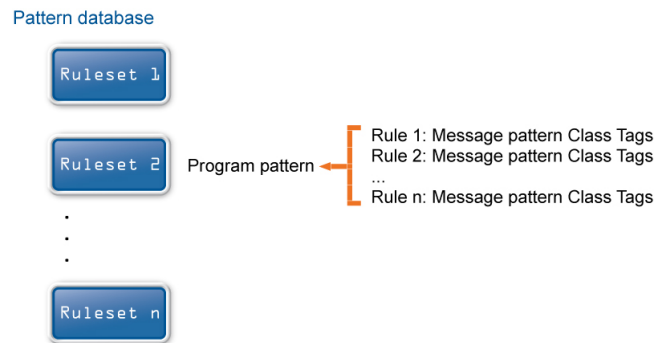 Pattern database
Ruleset 1
Ruleset 2
Program pattern
Rule 1: Message pattern Class Tags
Rule 2: Message pattern Class Tags
...
Rule n: Message pattern Class Tags
.
.
.
Ruleset n